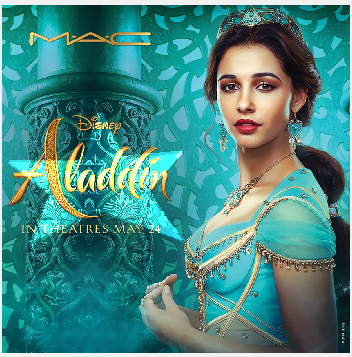 M·A·C
Disney
Aladdin
IN THEATRES MAY 24